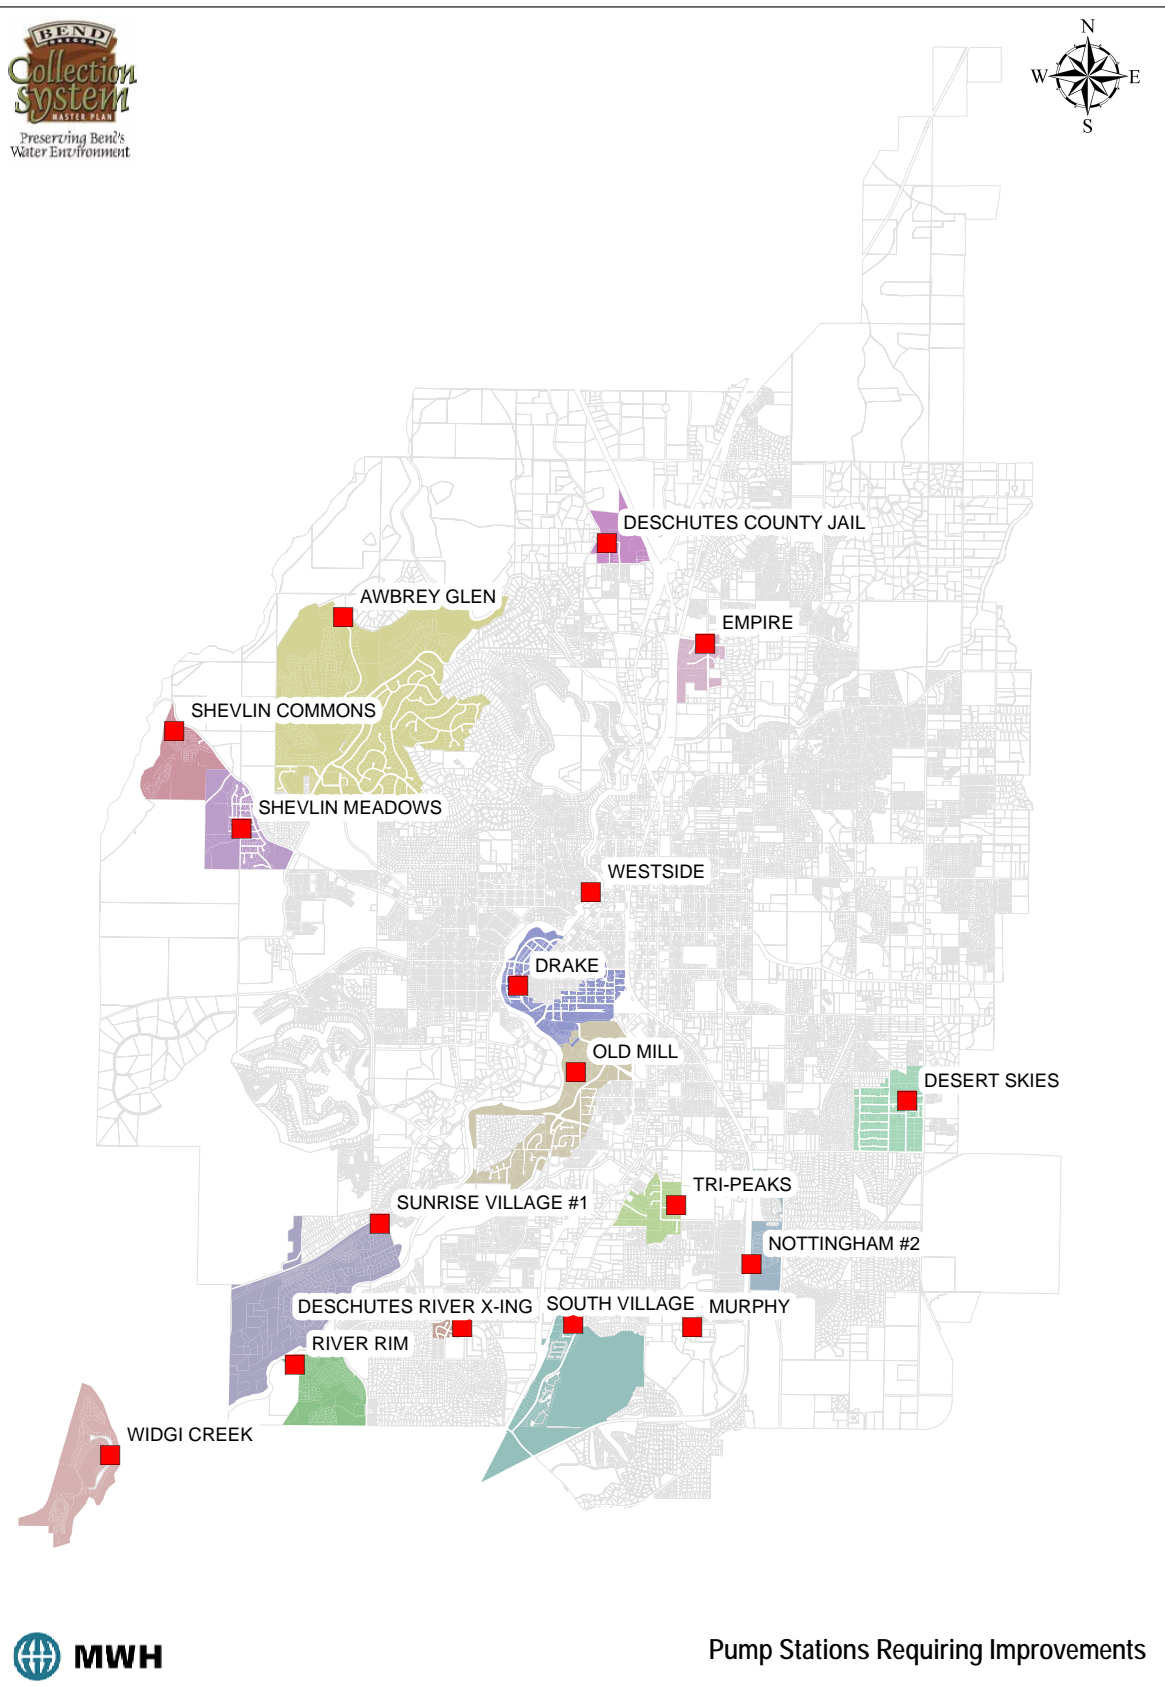 BEND
OREGON
Collection
System
MASTER PLAN
Preserving Bend's
Water Environment
N
W E
S
DESCHUTES COUNTY JAIL
AWBREY GLEN
EMPIRE
SHEVLIN COMMONS
SHEVLIN MEADOWS
WESTSIDE
DRAKE
OLD MILL
DESERT SKIES
TRI-PEAKS
SUNRISE VILLAGE #1
NOTTINGHAM #2
DESCHUTES RIVER X-ING
SOUTH VILLAGE
MURPHY
RIVER RIM
WIDGI CREEK
MWH
Pump Stations Requiring Improvements